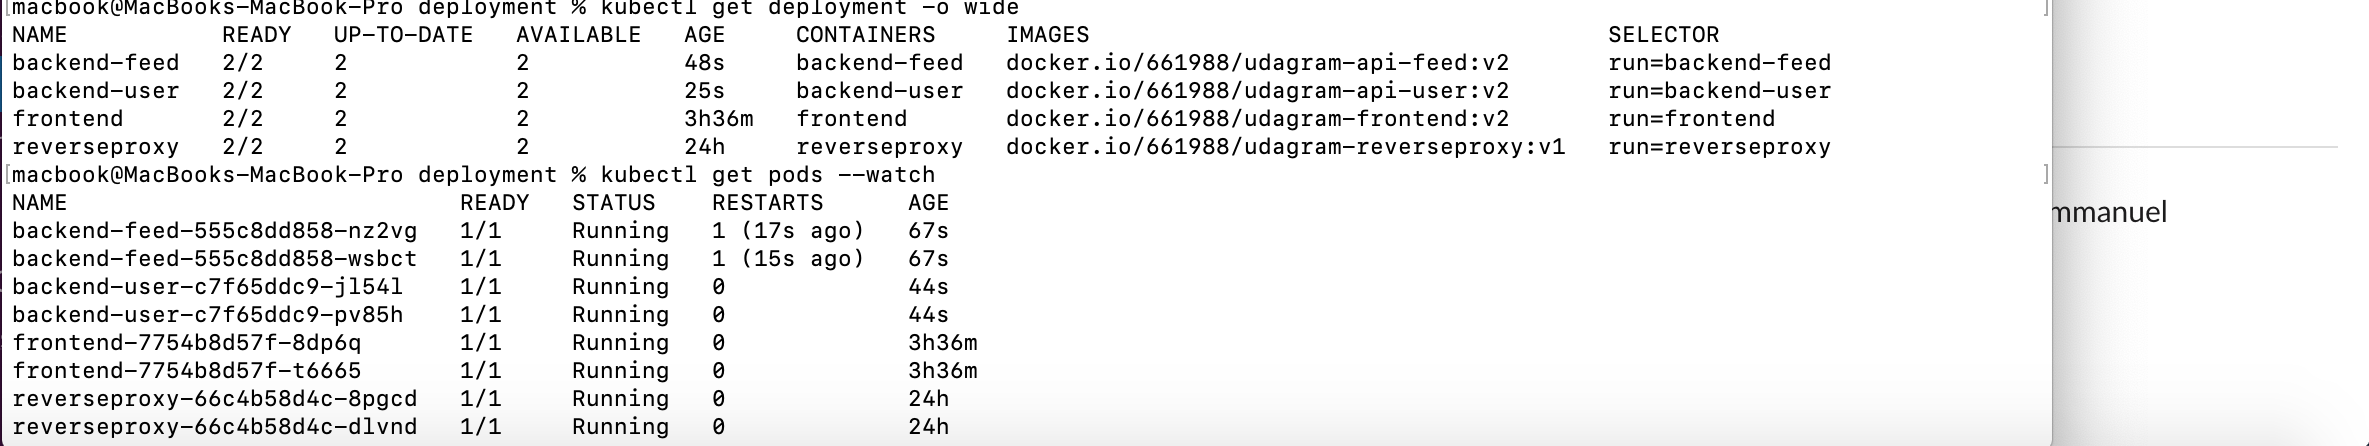 [macbook@MacBooks-MacBook-Pro deployment % kubectl get deployment -o wide ]
NAME READY UP-TO-DATE AVAILABLE AGE CONTAINERS IMAGES SELECTOR
backend-feed 2/2 2 2 48s backend-feed docker.io/661988/udagram-api-feed:v2 run=backend-feed
backend-user 2/2 2 2 25s backend-user docker.io/661988/udagram-api-user:v2 run=backend-user
frontend 2/2 2 2 3h36m frontend docker.io/661988/udagram-frontend:v2 run=frontend
reverseproxy 2/2 2 2 24h reverseproxy docker.io/661988/udagram-reverseproxy:v1 run=reverseproxy
[macbook@MacBooks-MacBook-Pro deployment % kubectl get pods --watch ]
NAME READY STATUS RESTARTS AGE
backend-feed-555c8dd858-nz2vg 1/1 Running 1 (17s ago) 67s
backend-feed-555c8dd858-wsbct 1/1 Running 1 (15s ago) 67s
backend-user-c7f65ddc9-jl54l 1/1 Running 0 44s
backend-user-c7f65ddc9-pv85h 1/1 Running 0 44s
frontend-7754b8d57f-8dp6q 1/1 Running 0 3h36m
frontend-7754b8d57f-t6665 1/1 Running 0 3h36m
reverseproxy-66c4b58d4c-8pgcd 1/1 Running 0 24h
reverseproxy-66c4b58d4c-dlvnd 1/1 Running 0 24h
mmanuel